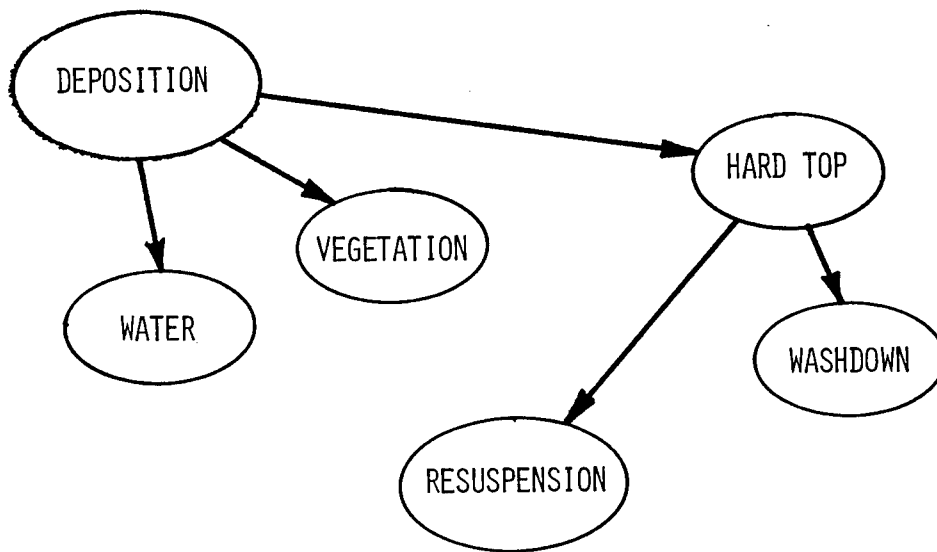 DEPOSITION
HARD TOP
VEGETATION
WATER
WASHDOWN
RESUSPENSION